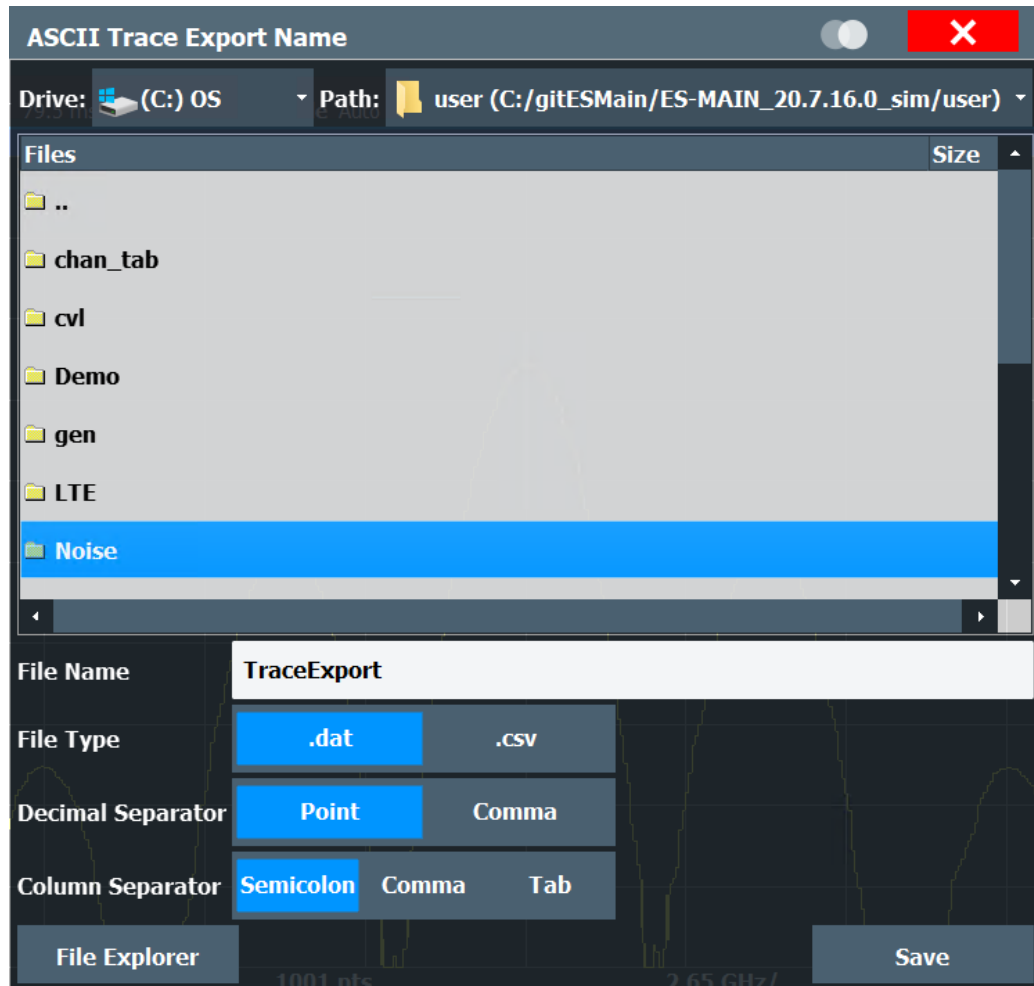 ASCII Trace Export Name
Drive: (C:) OS Path: user (C:/gitESMain/ES-MAIN_20.7.16.0_sim/user)
Files Size
..
chan_tab
cvl
Demo
gen
LTE
Noise
File Name TraceExport
File Type .dat .csv
Decimal Separator Point Comma
Column Separator Semicolon Comma Tab
File Explorer Save
1001 pts 2.65 GHz/